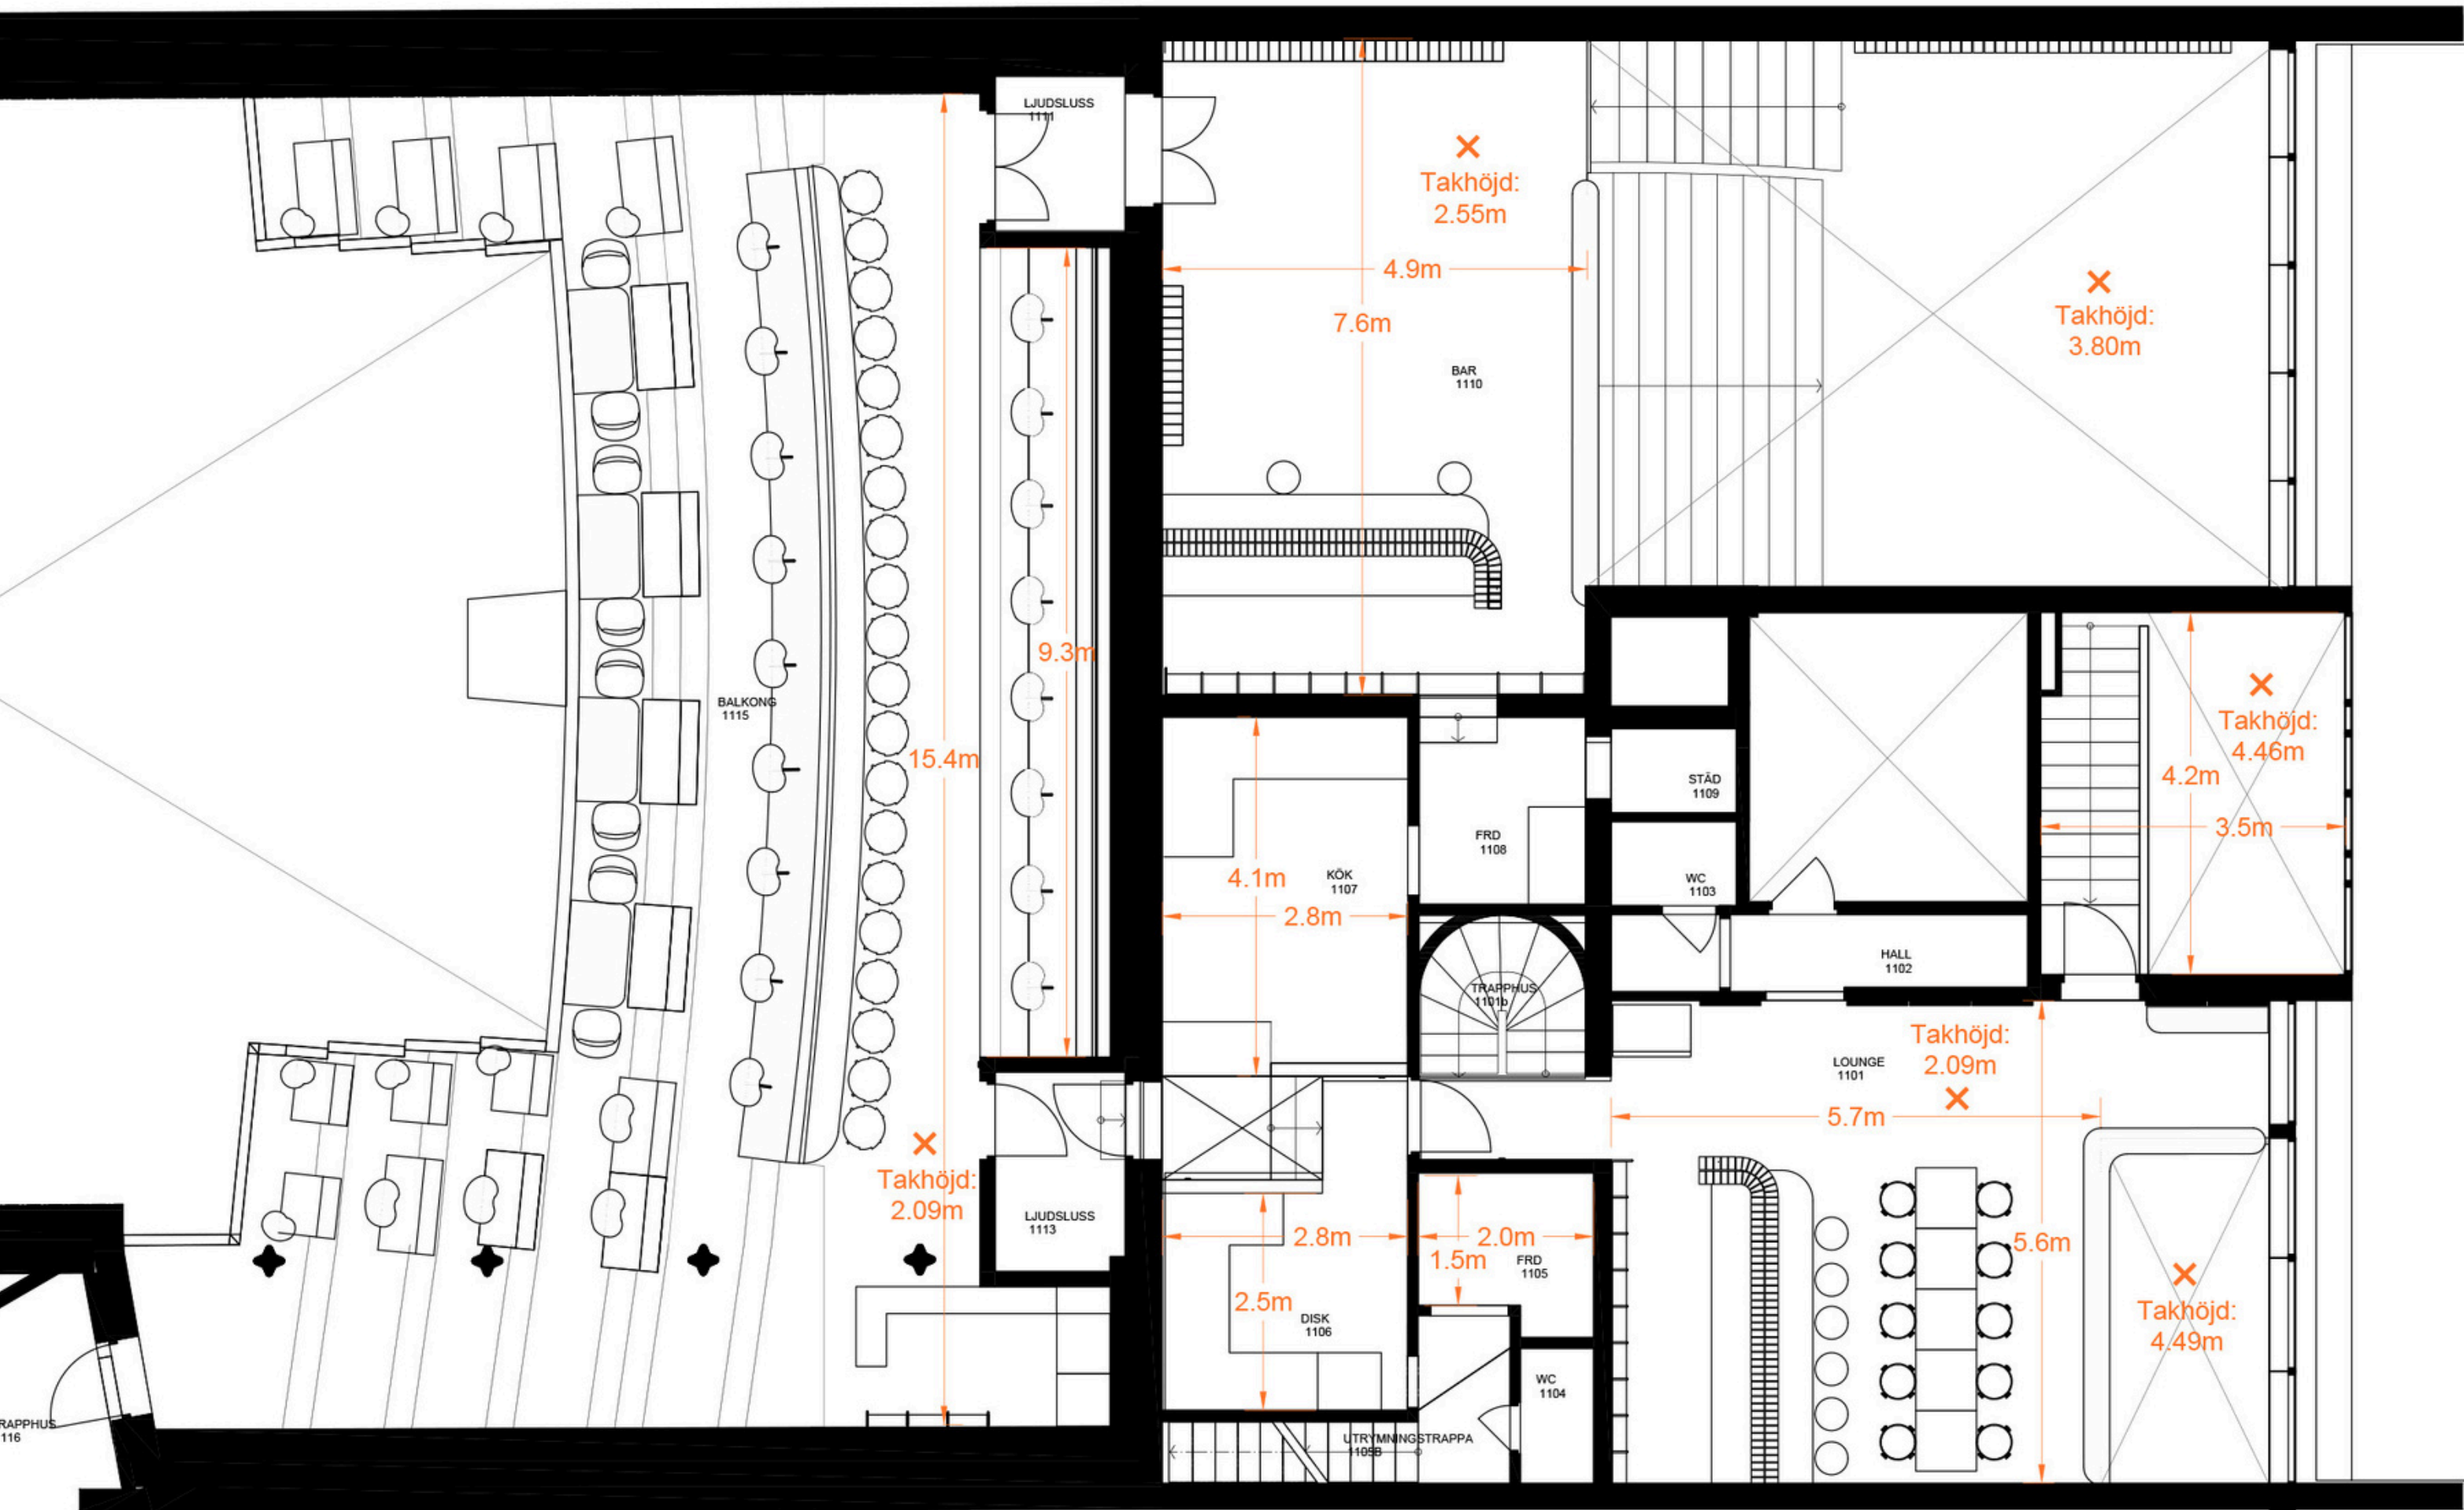 LJUDSLUSS
1111
Takhöjd:
2.55m
4.9m
7.6m
Takhöjd:
3.80m
BAR
1110
9.3m
BALKONG
1115
15.4m
Takhöjd:
4.46m
4.2m
3.5m
STÄD
1109
FRD
1108
KÖK
1107
4.1m
2.8m
WC
1103
HALL
1102
TRAPPHUS
1101b
LOUNGE
1101
Takhöjd:
2.09m
5.7m
Takhöjd:
2.09m
LJUDSLUSS
1113
2.8m
2.0m
1.5m
FRD
1105
5.6m
2.5m
DISK
1106
Takhöjd:
4.49m
WC
1104
RAPPHUS
116
UTRYMNINGSTRAPPA
1105B